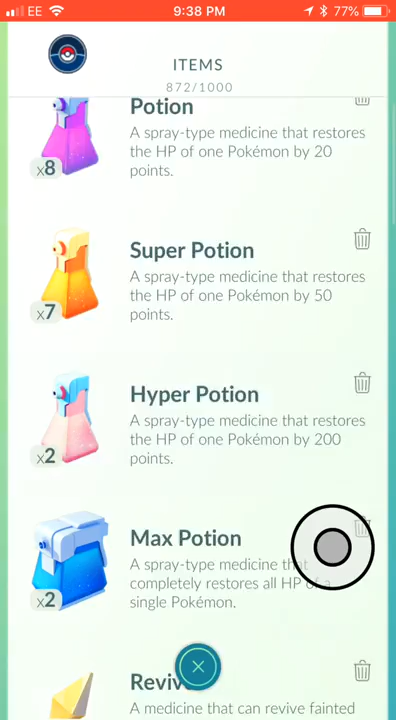 EE 9:38 PM 77%
ITEMS
872/1000
Potion
A spray-type medicine that restores
the HP of one Pokémon by 20
points.
x8
Super Potion
A spray-type medicine that restores
the HP of one Pokémon by 50
points.
x7
Hyper Potion
A spray-type medicine that restores
the HP of one Pokémon by 200
points.
x2
Max Potion
A spray-type medicine that
completely restores all HP of a
single Pokémon.
x2
Revive
A medicine that can revive fainted